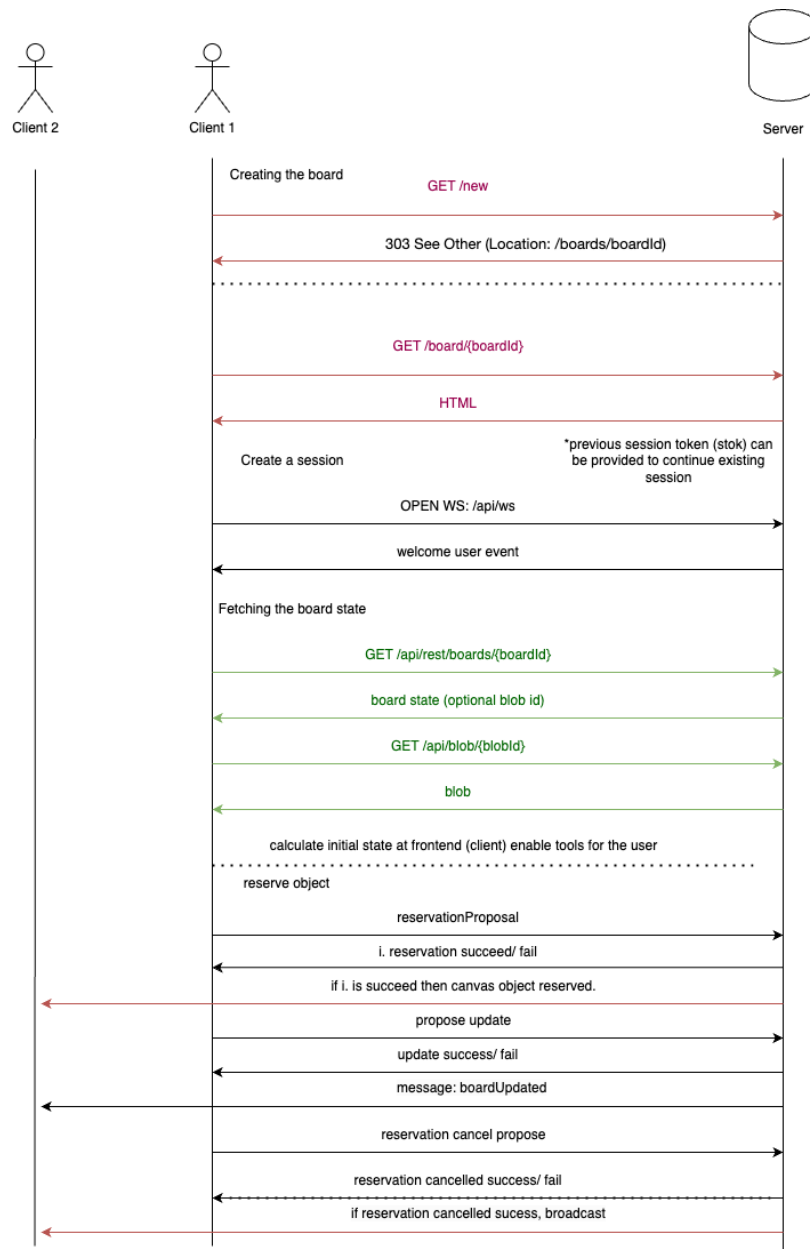 Client 2
Client 1
Server
Creating the board
GET /new
303 See Other (Location: /boards/boardId)
GET /board/{boardId}
HTML
*previous session token (stok) can
be provided to continue existing
session
Create a session
OPEN WS: /api/ws
welcome user event
Fetching the board state
GET /api/rest/boards/{boardId}
board state (optional blob id)
GET /api/blob/{blobId}
blob
calculate initial state at frontend (client) enable tools for the user
reserve object
reservationProposal
i. reservation succeed/ fail
if i. is succeed then canvas object reserved.
propose update
update success/ fail
message: boardUpdated
reservation cancel propose
reservation cancelled success/ fail
if reservation cancelled sucess, broadcast